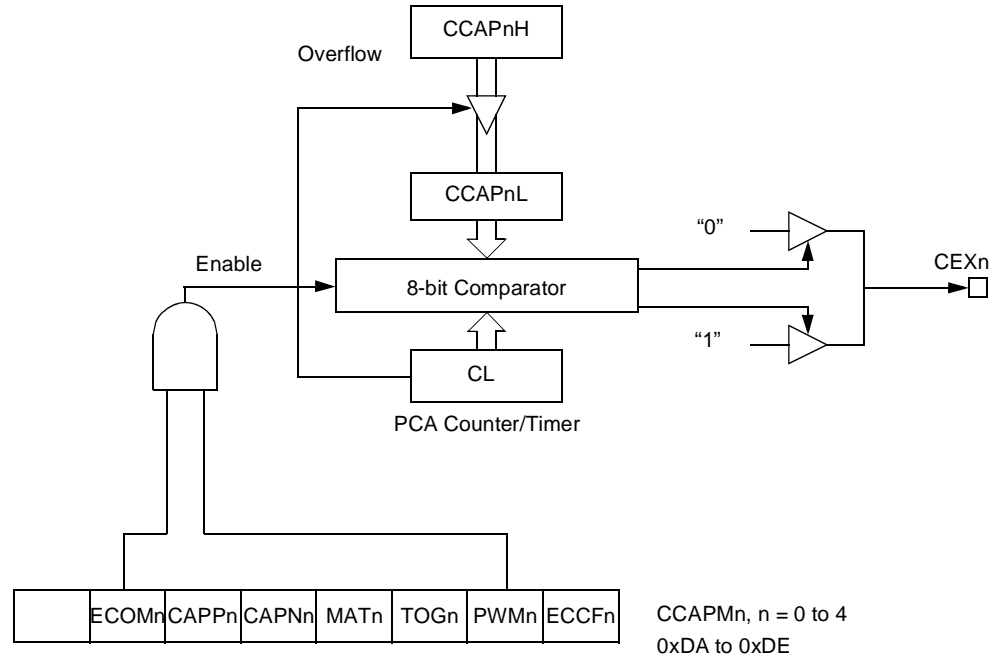 CCAPnH
Overflow
CCAPnL
“0”
Enable
8-bit Comparator
CEXn
“1”
CL
PCA Counter/Timer
ECOMn CAPPn CAPNn MATn TOGn PWMn ECCFn
CCAPMn, n = 0 to 4
0xDA to 0xDE